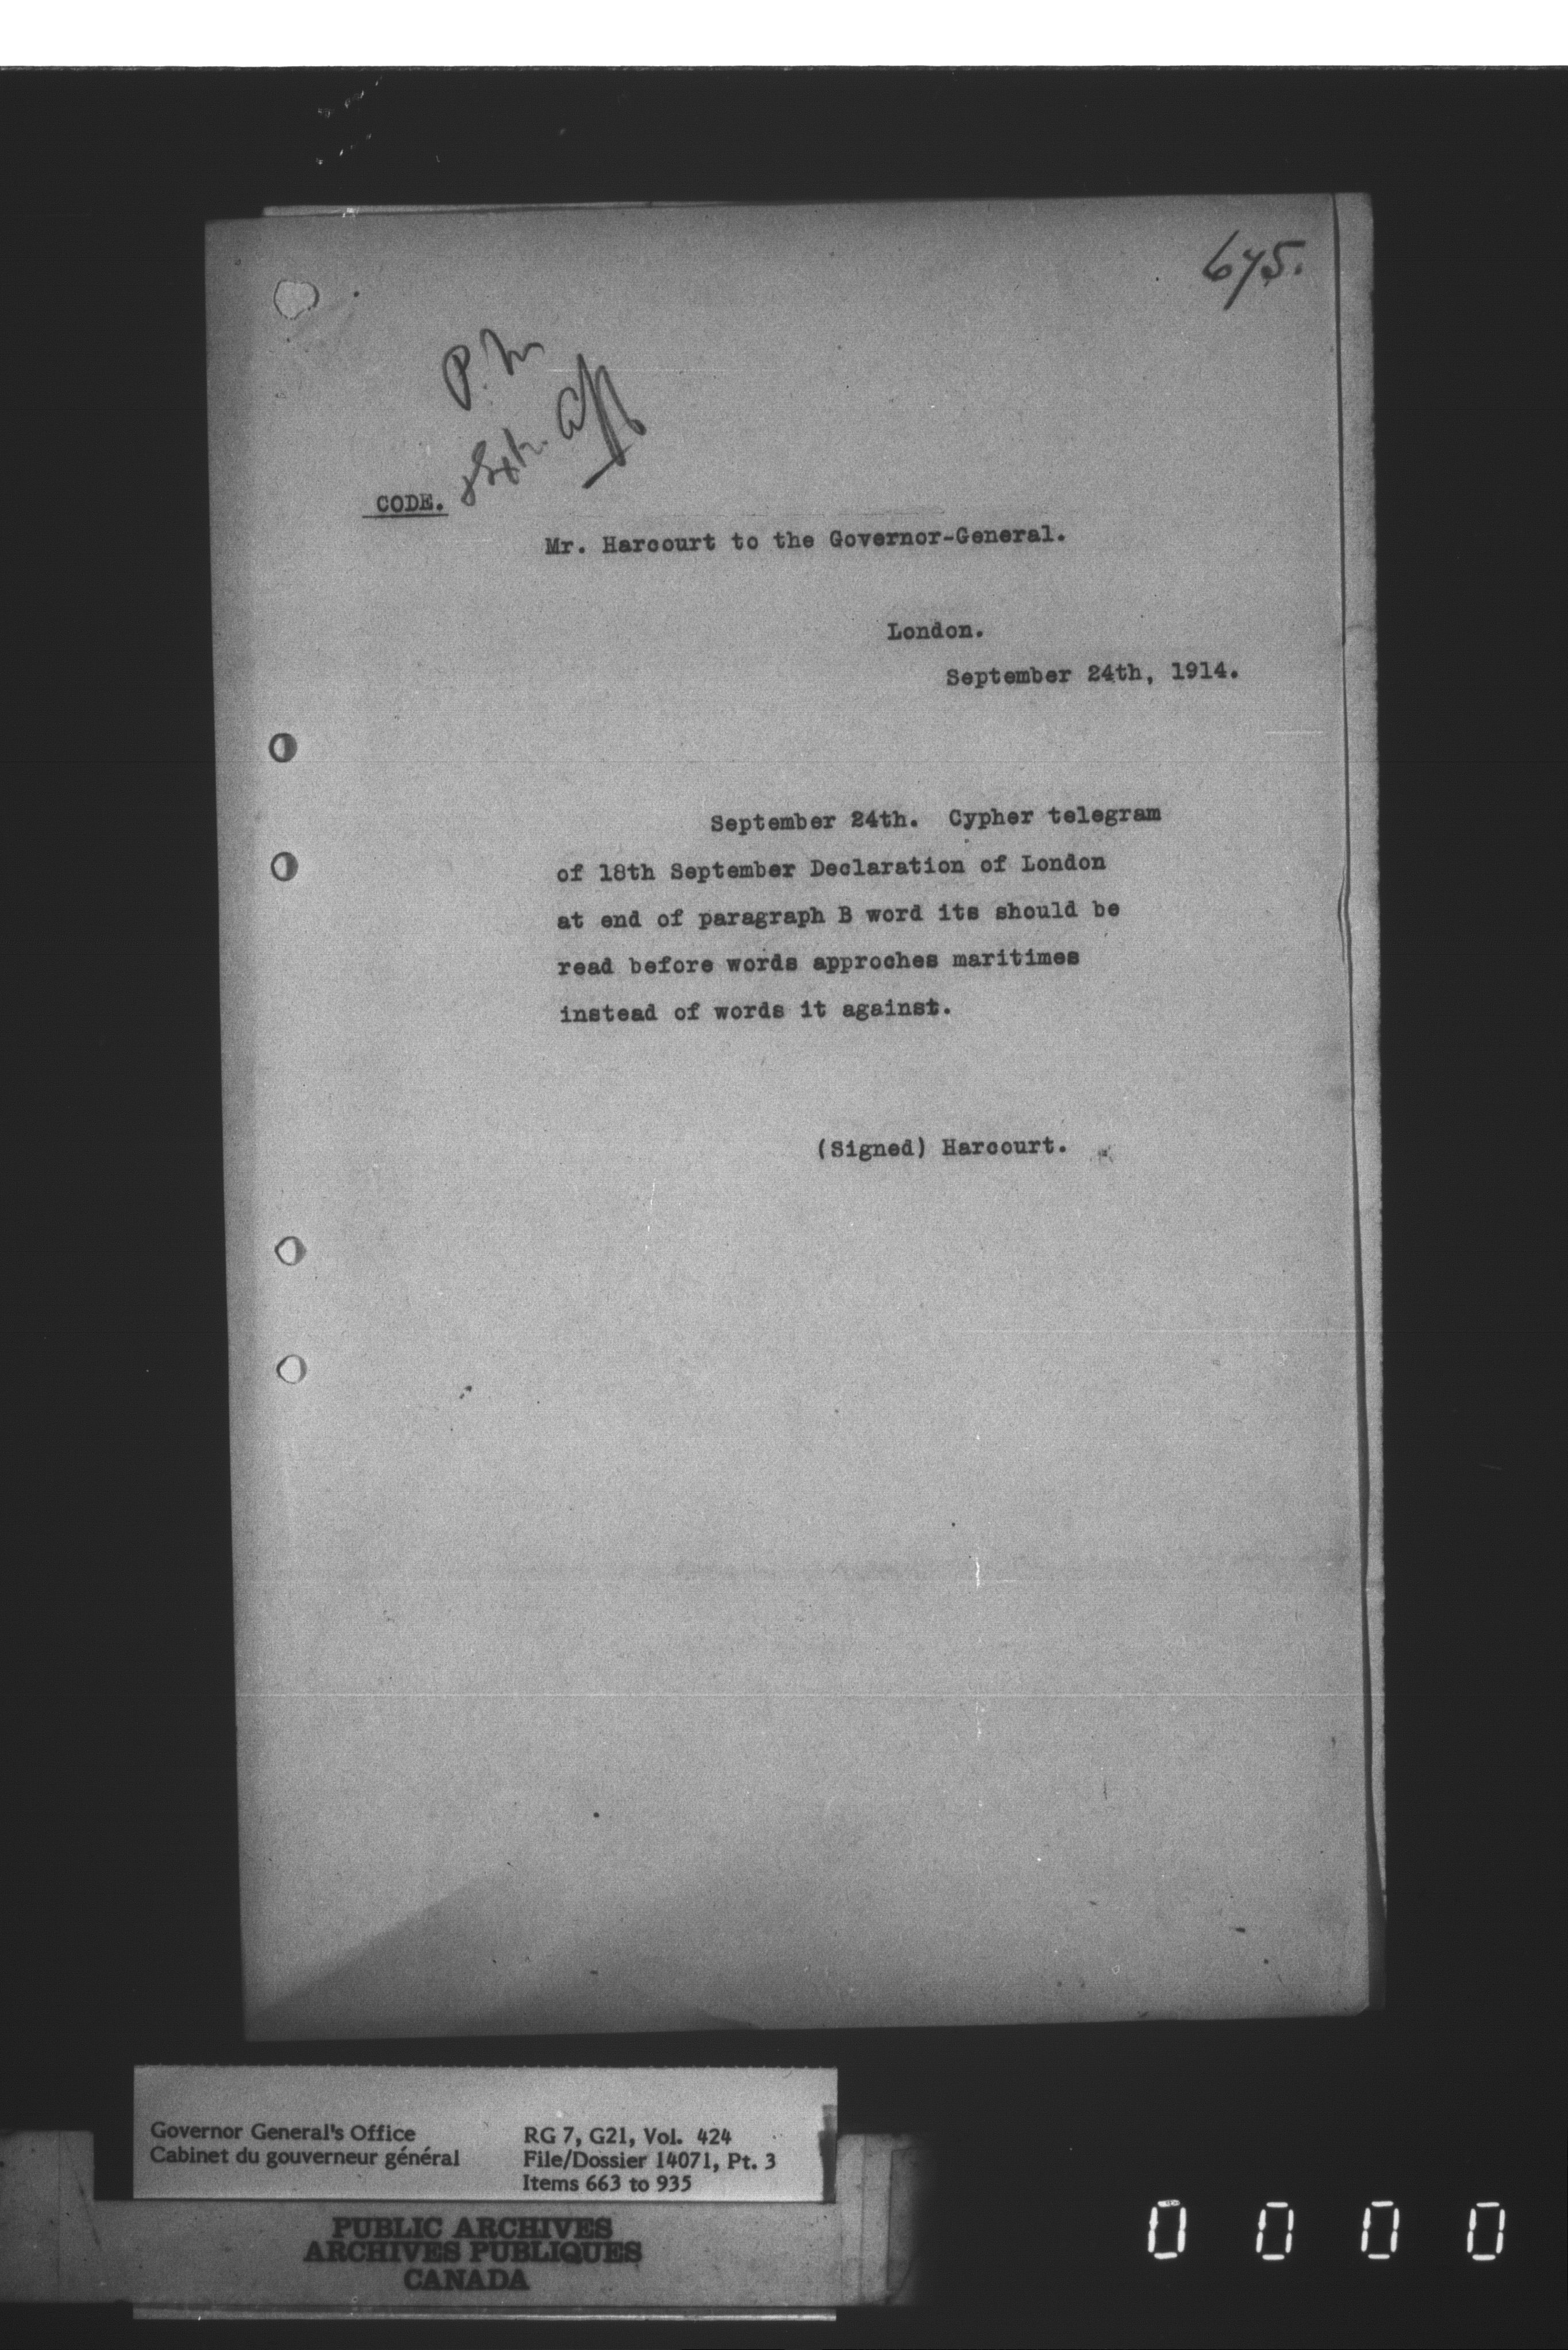 675.
P. M
CODE.
Mr. Harcourt to the Governor-General.
London.
September 24th, 1914.
September 24th. Cypher telegram
of 18th September Declaration of London
at end of paragraph B word its should be
read before words approches maritimes
instead of words it against.
(Signed) Harcourt.
Governor General's Office
Cabinet du gouverneur général
RG 7, G21, Vol. 424
File/Dossier 14071, Pt. 3
Items 663 to 935
PUBLIC ARCHIVES
ARCHIVES PUBLIQUES
CANADA
0 0 0 0